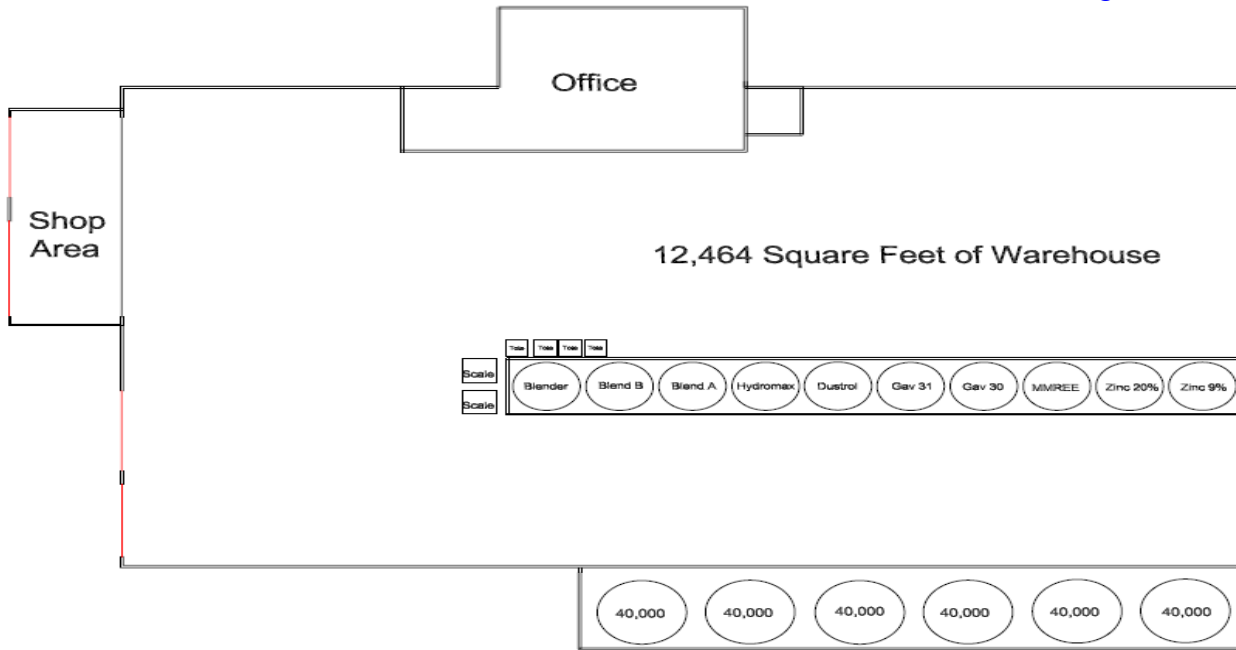 Office
Shop
Area
12,464 Square Feet of Warehouse
Tote Tote Tote Tote
Scale
Blender Blend B Blend A Hydromax Dustrol Gav 31 Gav 30 MMREE Zinc 20% Zinc 9%
Scale
40,000 40,000 40,000 40,000 40,000 40,000